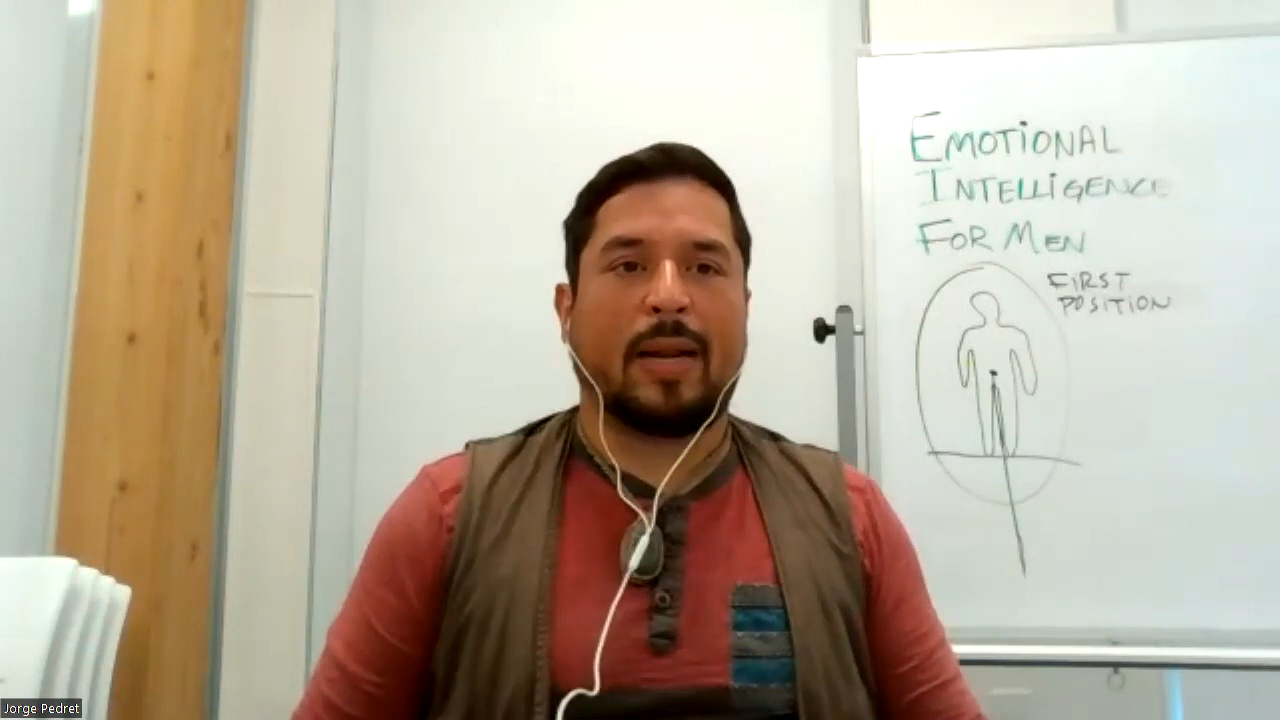 EMOTIONAL
INTELLIGENCE
FOR MEN
FIRST
POSITION
Jorge Pedret